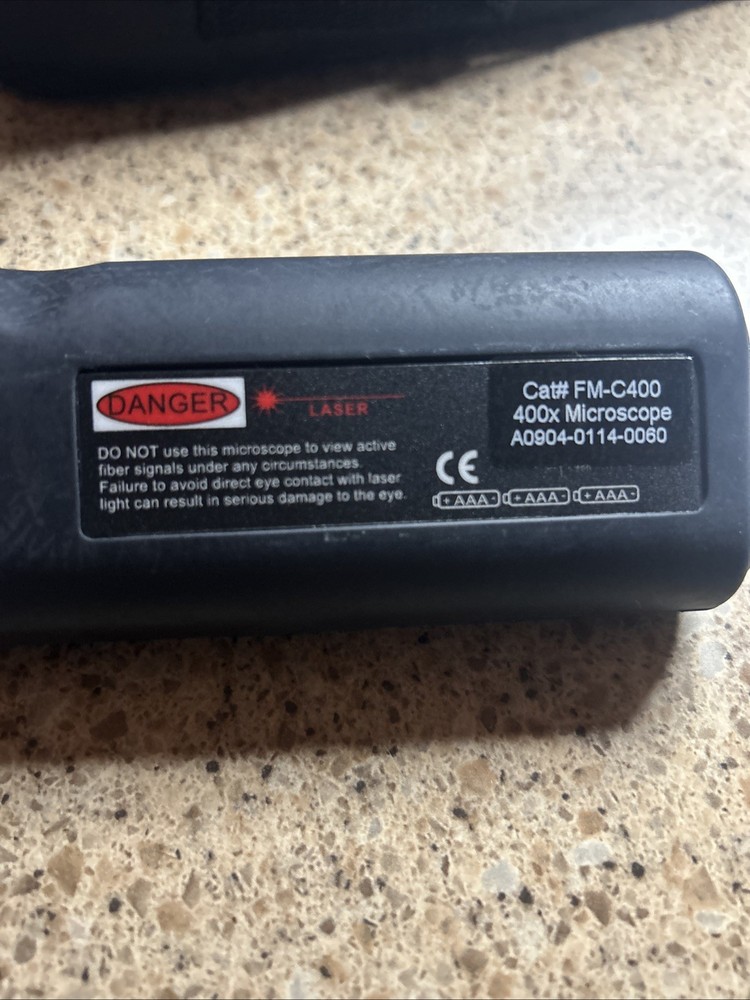 DANGER
LASER
DO NOT use this microscope to view active
fiber signals under any circumstances.
Failure to avoid direct eye contact with laser
light can result in serious damage to the eye.
Cat# FM-C400
400x Microscope
A0904-0114-0060
CE
+ AAA - + AAA - + AAA -